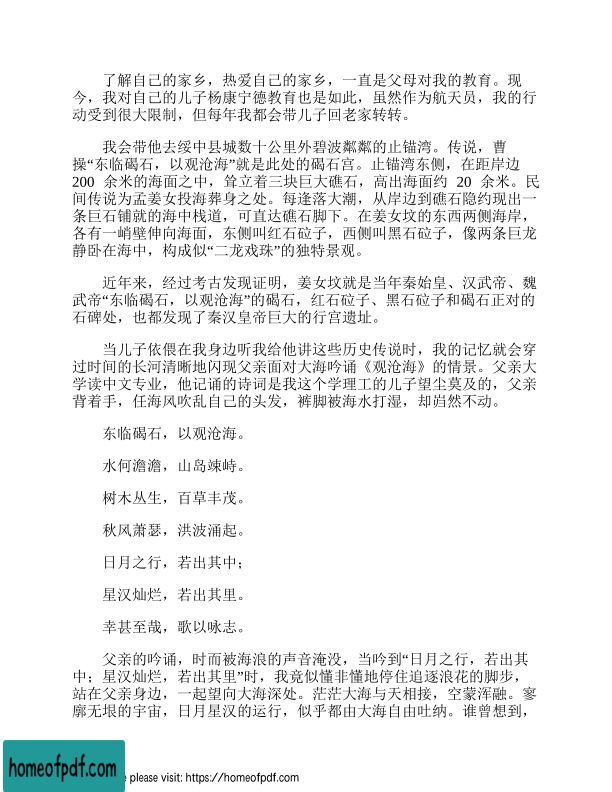 了解自己的家乡，热爱自己的家乡，一直是父母对我的教育。现
今，我对自己的儿子杨康宁德教育也是如此，虽然作为航天员，我的行
动受到很大限制，但每年我都会带儿子回老家转转。
我会带他去绥中县城数十公里外碧波粼粼的止锚湾。传说，曹
操“东临碣石，以观沧海”就是此处的碣石宫。止锚湾东侧，在距岸边
200 余米的海面之中，耸立着三块巨大礁石，高出海面约 20 余米。民
间传说为孟姜女投海葬身之处。每逢落大潮，从岸边到礁石隐约现出一
条巨石铺就的海中栈道，可直达礁石脚下。在姜女坟的东西两侧海岸，
各有一峭壁伸向海面，东侧叫红石砬子，西侧叫黑石砬子，像两条巨龙
静卧在海中，构成似“二龙戏珠”的独特景观。
近年来，经过考古发现证明，姜女坟就是当年秦始皇、汉武帝、魏
武帝“东临碣石，以观沧海”的碣石，红石砬子、黑石砬子和碣石正对的
石碑处，也都发现了秦汉皇帝巨大的行宫遗址。
当儿子依偎在我身边听我给他讲这些历史传说时，我的记忆就会穿
过时间的长河清晰地闪现父亲面对大海吟诵《观沧海》的情景。父亲大
学读中文专业，他记诵的诗词是我这个学理工的儿子望尘莫及的，父亲
背着手，任海风吹乱自己的头发，裤脚被海水打湿，却岿然不动。
东临碣石，以观沧海。
水何澹澹，山岛竦峙。
树木丛生，百草丰茂。
秋风萧瑟，洪波涌起。
日月之行，若出其中；
星汉灿烂，若出其里。
幸甚至哉，歌以咏志。
父亲的吟诵，时而被海浪的声音淹没，当吟到“日月之行，若出其
中；星汉灿烂，若出其里”时，我竟似懂非懂地停住追逐浪花的脚步，
站在父亲身边，一起望向大海深处。茫茫大海与天相接，空蒙浑融。寥
廓无垠的宇宙，日月星汉的运行，似乎都由大海自由吐纳。谁曾想到，
homeofpdf.com
e please visit: https://homeofpdf.com